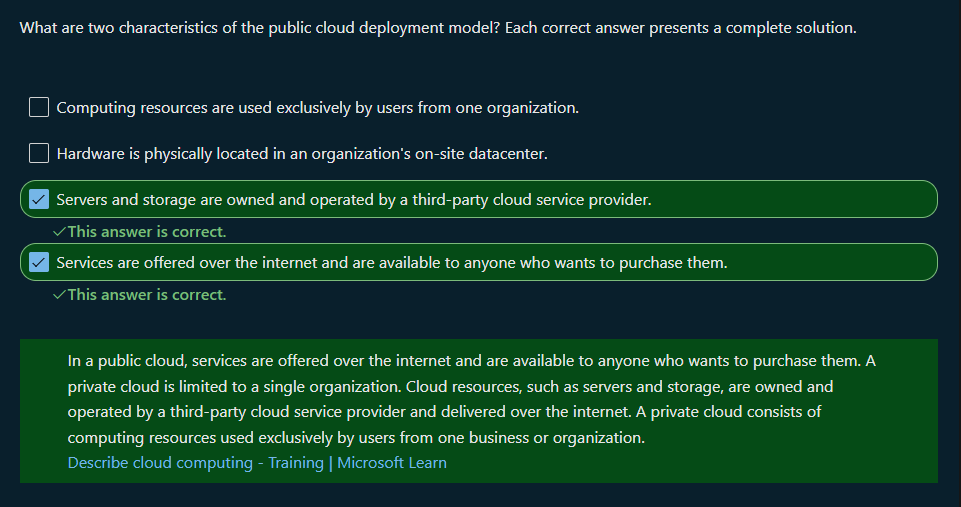 What are two characteristics of the public cloud deployment model? Each correct answer presents a complete solution.
Computing resources are used exclusively by users from one organization.
Hardware is physically located in an organization's on-site datacenter.
Servers and storage are owned and operated by a third-party cloud service provider.
This answer is correct.
Services are offered over the internet and are available to anyone who wants to purchase them.
This answer is correct.
In a public cloud, services are offered over the internet and are available to anyone who wants to purchase them. A
private cloud is limited to a single organization. Cloud resources, such as servers and storage, are owned and
operated by a third-party cloud service provider and delivered over the internet. A private cloud consists of
computing resources used exclusively by users from one business or organization.
Describe cloud computing - Training | Microsoft Learn